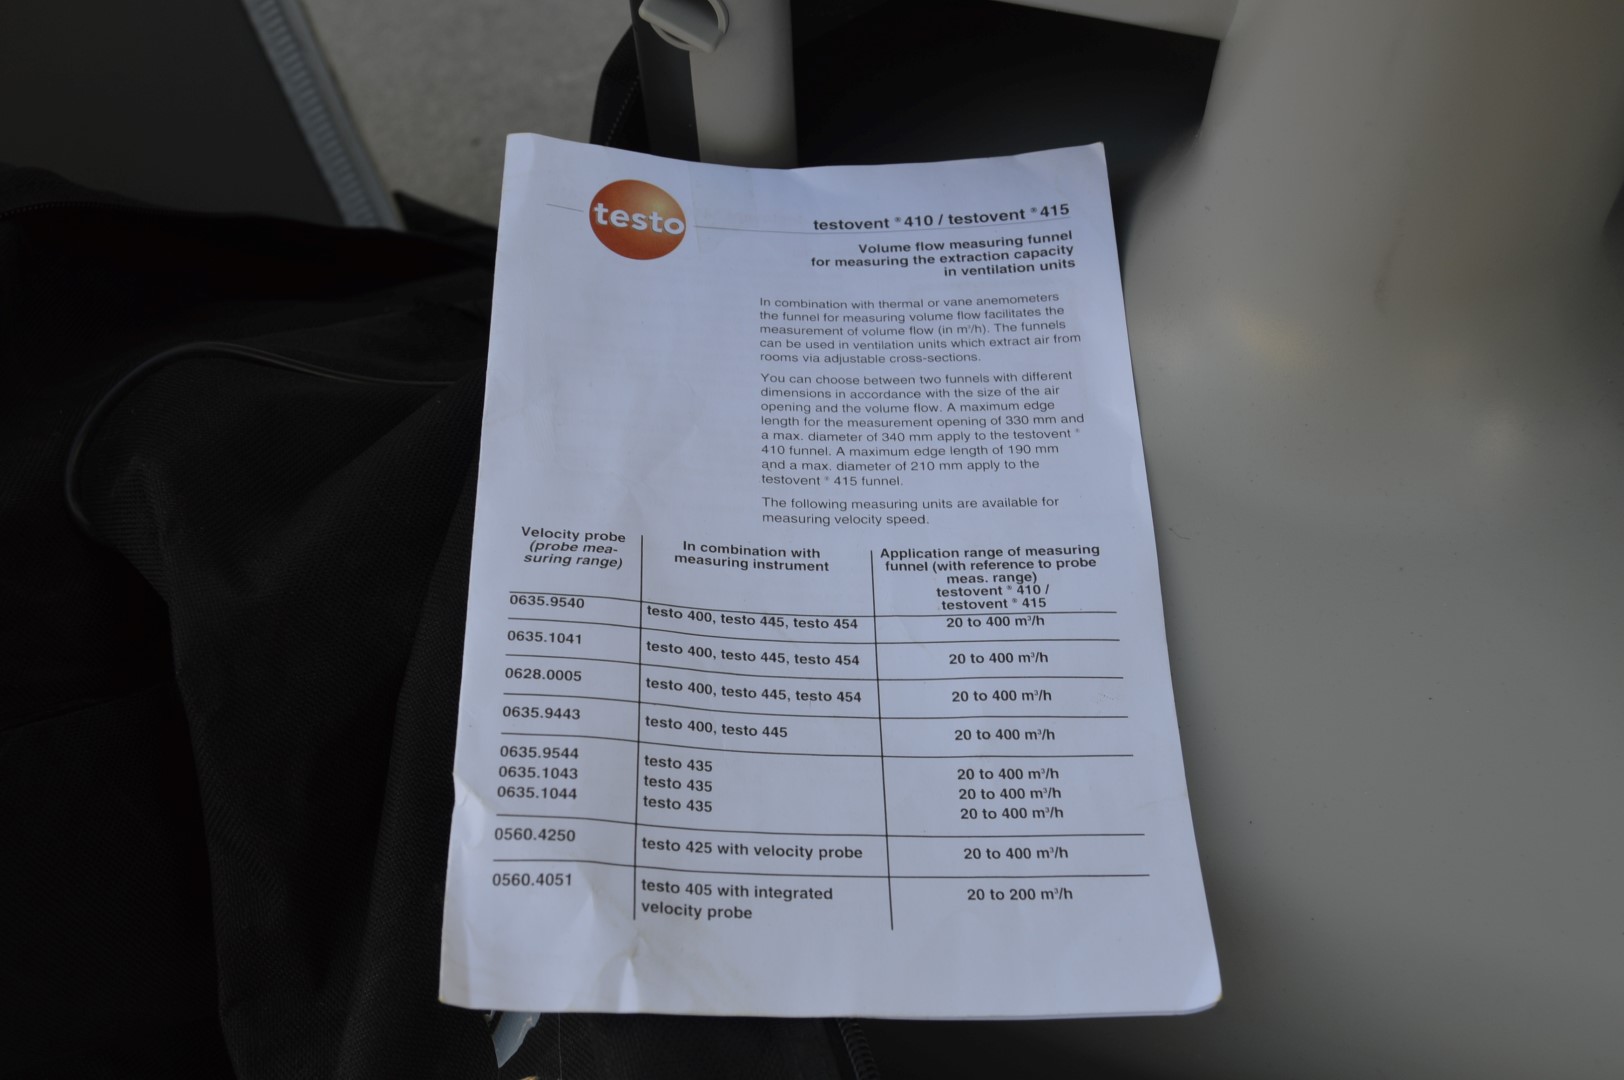 testo
testovent ® 410 / testovent ® 415
Volume flow measuring funnel
for measuring the extraction capacity
in ventilation units
In combination with thermal or vane anemometers
the funnel for measuring volume flow facilitates the
measurement of volume flow (in m³/h). The funnels
can be used in ventilation units which extract air from
rooms via adjustable cross-sections.
You can choose between two funnels with different
dimensions in accordance with the size of the air
opening and the volume flow. A maximum edge
length for the measurement opening of 330 mm and
a max. diameter of 340 mm apply to the testovent ®
410 funnel. A maximum edge length of 190 mm
and a max. diameter of 210 mm apply to the
testovent ® 415 funnel.
The following measuring units are available for
measuring velocity speed.
Velocity probe
(probe mea-
suring range)
In combination with
measuring instrument
Application range of measuring
funnel (with reference to probe
meas. range)
testovent ® 410 /
testovent ® 415
0635.9540 testo 400, testo 445, testo 454 20 to 400 m³/h
0635.1041 testo 400, testo 445, testo 454 20 to 400 m³/h
0628.0005 testo 400, testo 445, testo 454 20 to 400 m³/h
0635.9443 testo 400, testo 445 20 to 400 m³/h
0635.9544 testo 435 20 to 400 m³/h
0635.1043 testo 435 20 to 400 m³/h
0635.1044 testo 435 20 to 400 m³/h
0560.4250 testo 425 with velocity probe 20 to 400 m³/h
0560.4051 testo 405 with integrated 20 to 200 m³/h
velocity probe